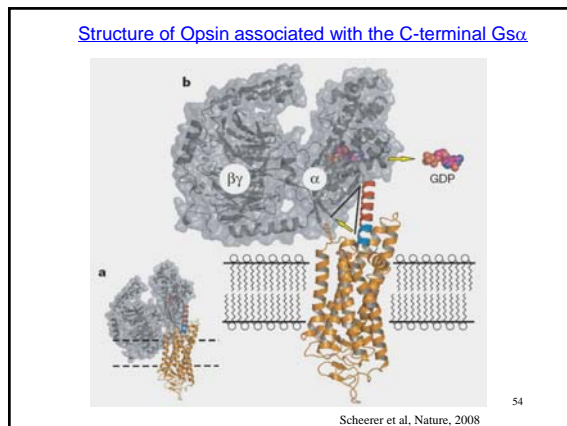 Structure of Opsin associated with the C-terminal Gsα
b
βγ
α
GDP
a
54
Scheerer et al, Nature, 2008